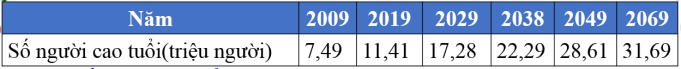 Năm 2009 2019 2029 2038 2049 2069
Số người cao tuổi(triệu người) 7,49 11,41 17,28 22,29 28,61 31,69